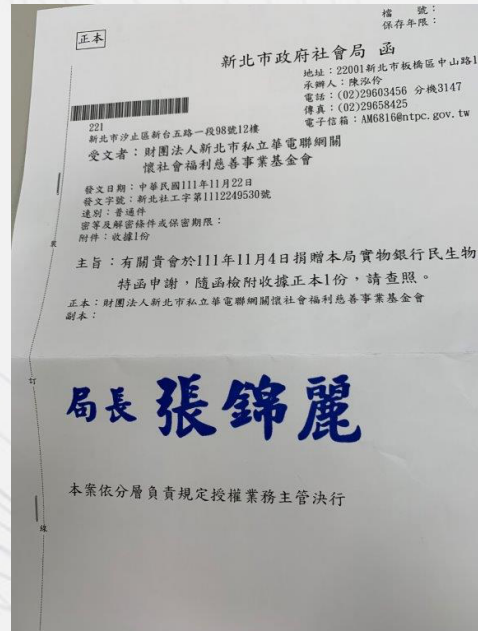 檔　　號：
保存年限：
正本
新北市政府社會局 函
地址：22001新北市板橋區中山路1
承辦人：陳泓伶
電話：(02)29603456 分機3147
傳真：(02)29658425
電子信箱：AM6816@ntpc.gov.tw
221
新北市汐止區新台五路一段98號12樓
受文者：財團法人新北市私立華電聯網關
懷社會福利慈善事業基金會
發文日期：中華民國111年11月22日
發文字號：新北社工字第1112249530號
速別：普通件
密等及解密條件或保密期限：
附件：收據1份
主旨：有關貴會於111年11月4日捐贈本局實物銀行民生物
特函申謝，隨函檢附收據正本1份，請查照。
正本：財團法人新北市私立華電聯網關懷社會福利慈善事業基金會
副本：
裝
訂
線
局長 張錦麗
本案依分層負責規定授權業務主管決行